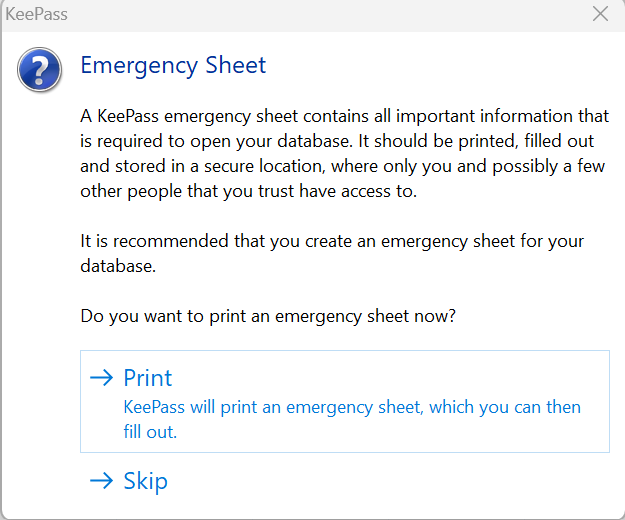 KeePass
Emergency Sheet
A KeePass emergency sheet contains all important information that
is required to open your database. It should be printed, filled out
and stored in a secure location, where only you and possibly a few
other people that you trust have access to.
It is recommended that you create an emergency sheet for your
database.
Do you want to print an emergency sheet now?
Print
KeePass will print an emergency sheet, which you can then
fill out.
Skip